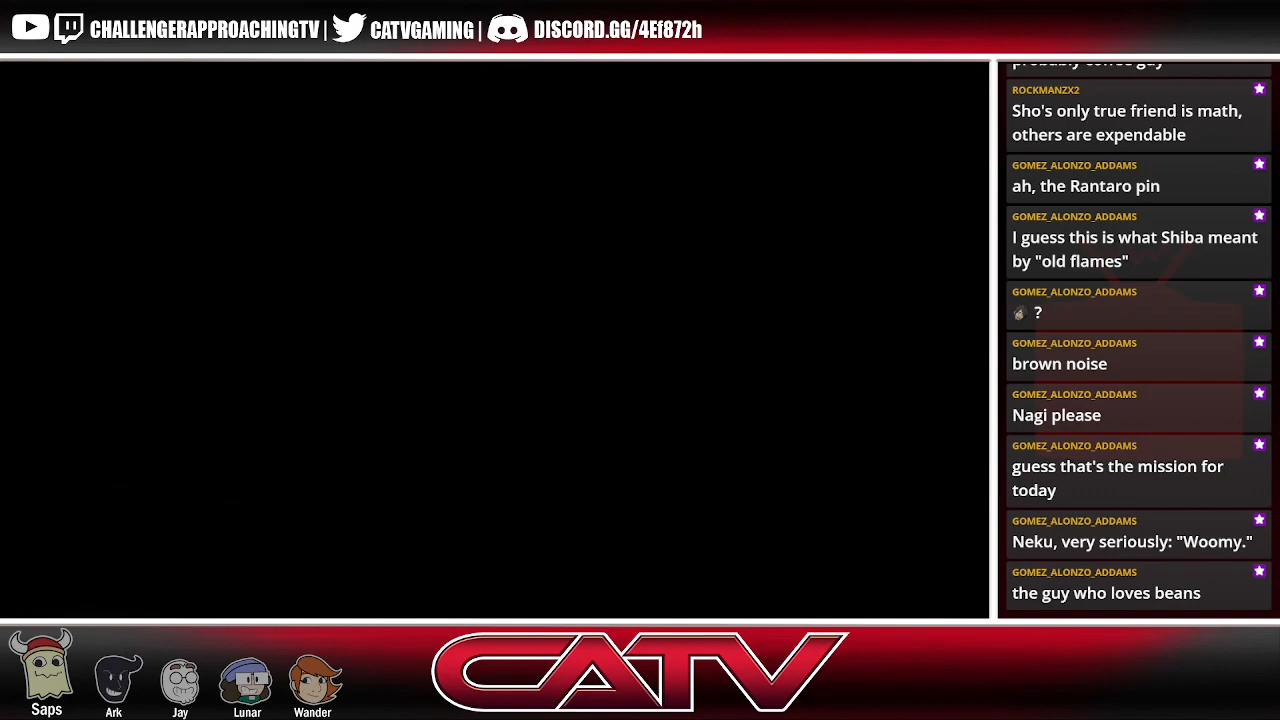 CHALLENGERAPPROACHINGTV | CATVGAMING | DISCORD.GG/4Ef872h
probably coffee guy
ROCKMANZX2
Sho's only true friend is math,
others are expendable
GOMEZ_ALONZO_ADDAMS
ah, the Rantaro pin
GOMEZ_ALONZO_ADDAMS
I guess this is what Shiba meant
by "old flames"
GOMEZ_ALONZO_ADDAMS
?
GOMEZ_ALONZO_ADDAMS
brown noise
GOMEZ_ALONZO_ADDAMS
Nagi please
GOMEZ_ALONZO_ADDAMS
guess that's the mission for
today
GOMEZ_ALONZO_ADDAMS
Neku, very seriously: "Woomy."
GOMEZ_ALONZO_ADDAMS
the guy who loves beans
Saps
Ark
Jay
Lunar
Wander
CATV